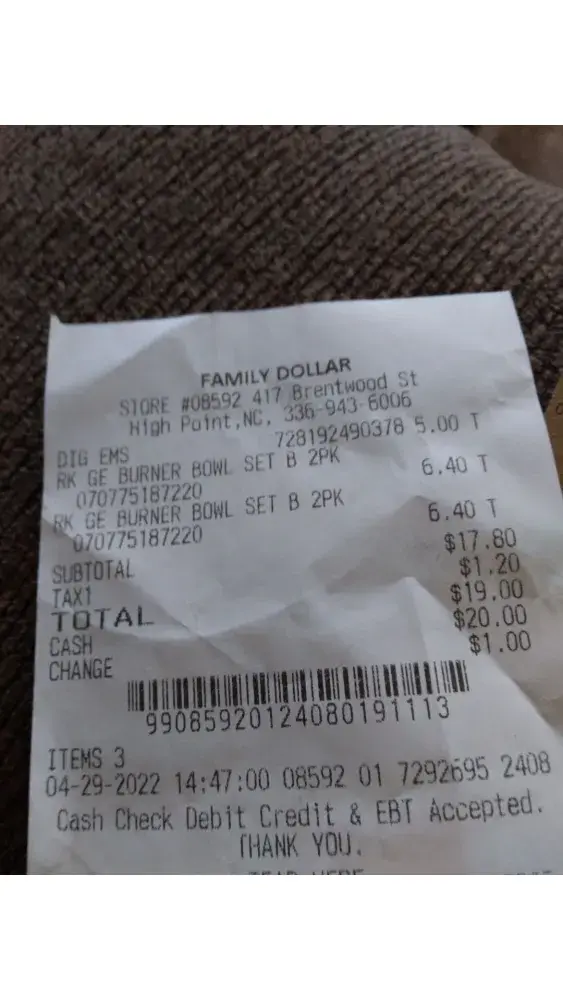 FAMILY DOLLAR
STORE #08592 417 Brentwood St
High Point,NC, 336-943-6006
DIG EMS 728192490378 5.00 T
RK GE BURNER BOWL SET B 2PK 6.40 T
070775187220
RK GE BURNER BOWL SET B 2PK 6.40 T
070775187220
SUBTOTAL $17.80
TAX1 $1.20
TOTAL $19.00
CASH $20.00
CHANGE $1.00
99085920124080191113
ITEMS 3
04-29-2022 14:47:00 08592 01 7292695 2408
Cash Check Debit Credit & EBT Accepted.
THANK YOU.